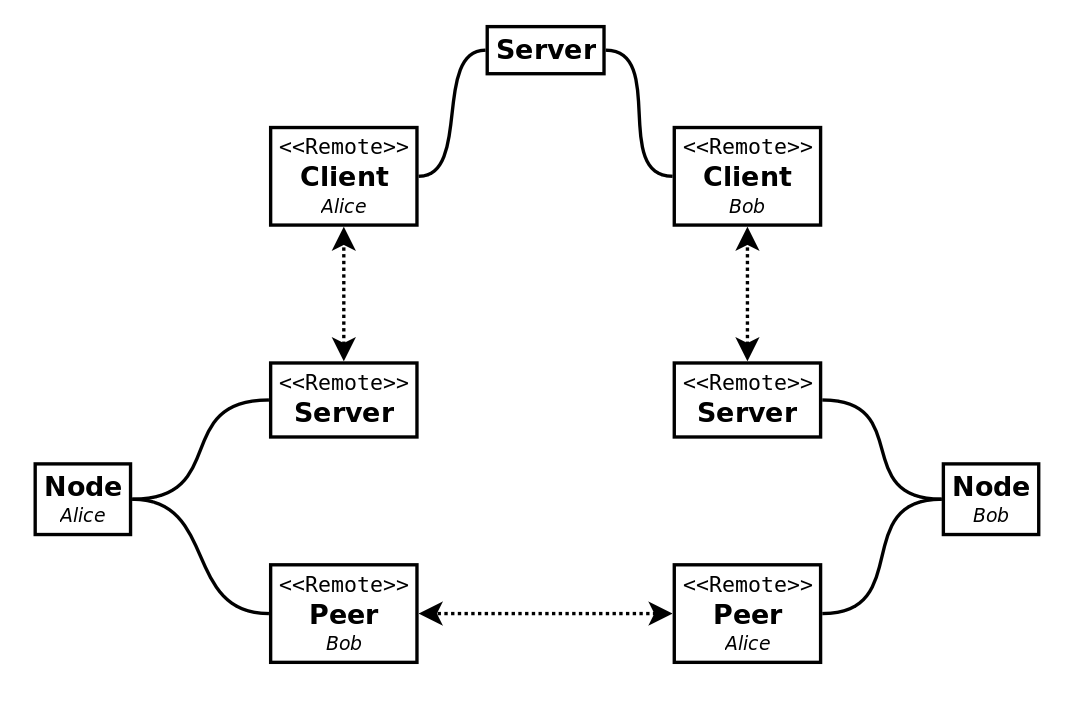 Server
<<Remote>>
Client
Alice
<<Remote>>
Client
Bob
<<Remote>>
Server
<<Remote>>
Server
Node
Alice
Node
Bob
<<Remote>>
Peer
Bob
<<Remote>>
Peer
Alice